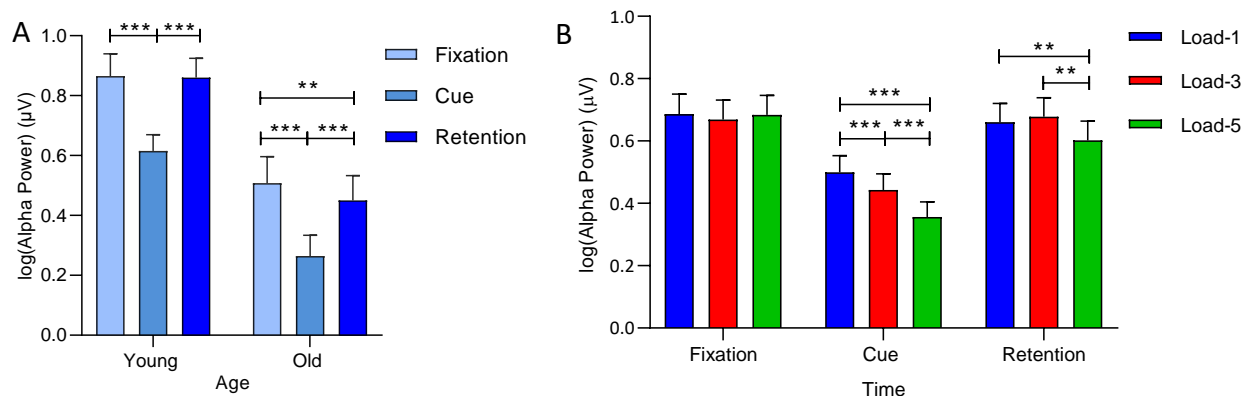 A
log(Alpha Power) (µV)
1.0
0.8
0.6
0.4
0.2
0.0
*** ***
**
*** ***
Young
Old
Age
Fixation
Cue
Retention
B
log(Alpha Power) (µV)
1.0
0.8
0.6
0.4
0.2
0.0
***
*** ***
**
**
Fixation
Cue
Retention
Time
Load-1
Load-3
Load-5